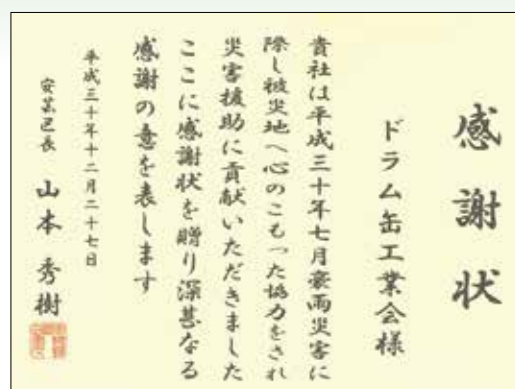 感謝状
ドラム缶工業会様
貴社は平成三十年七月豪雨災害に
際し被災地へ心のこもった協力をされ
災害援助に貢献いただきました
ここに感謝状を贈り深甚なる
感謝の意を表します
平成三十年十二月二十七日
安芸区長 山本 秀樹